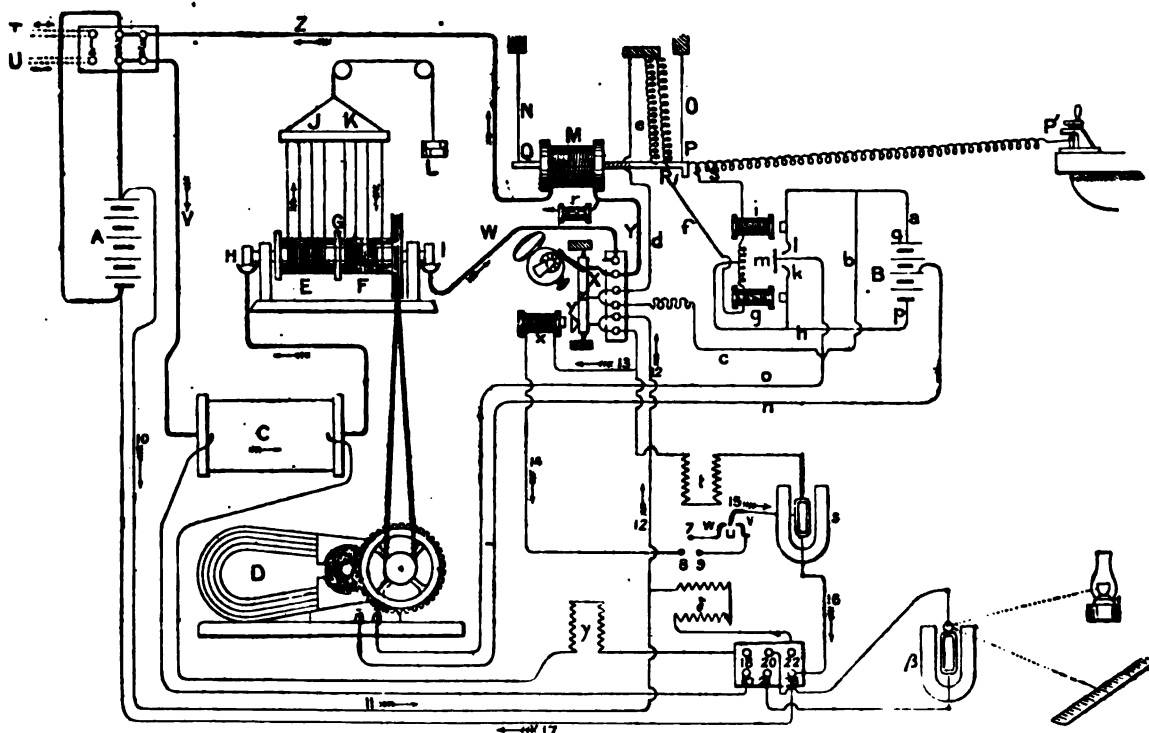 T
Z
U
N
O
J K
e
M
P
P'
Q
L
A
V
G
r
S
i
f
W
Y
d
a
q
H
I
X
l
m
b
B
E
F
k
g
x
h
p
c
13
12
o
n
C
10
14
t
15
s
7
w
v
u
12
8
9
D
16
γ
18
20
22
β
11
17